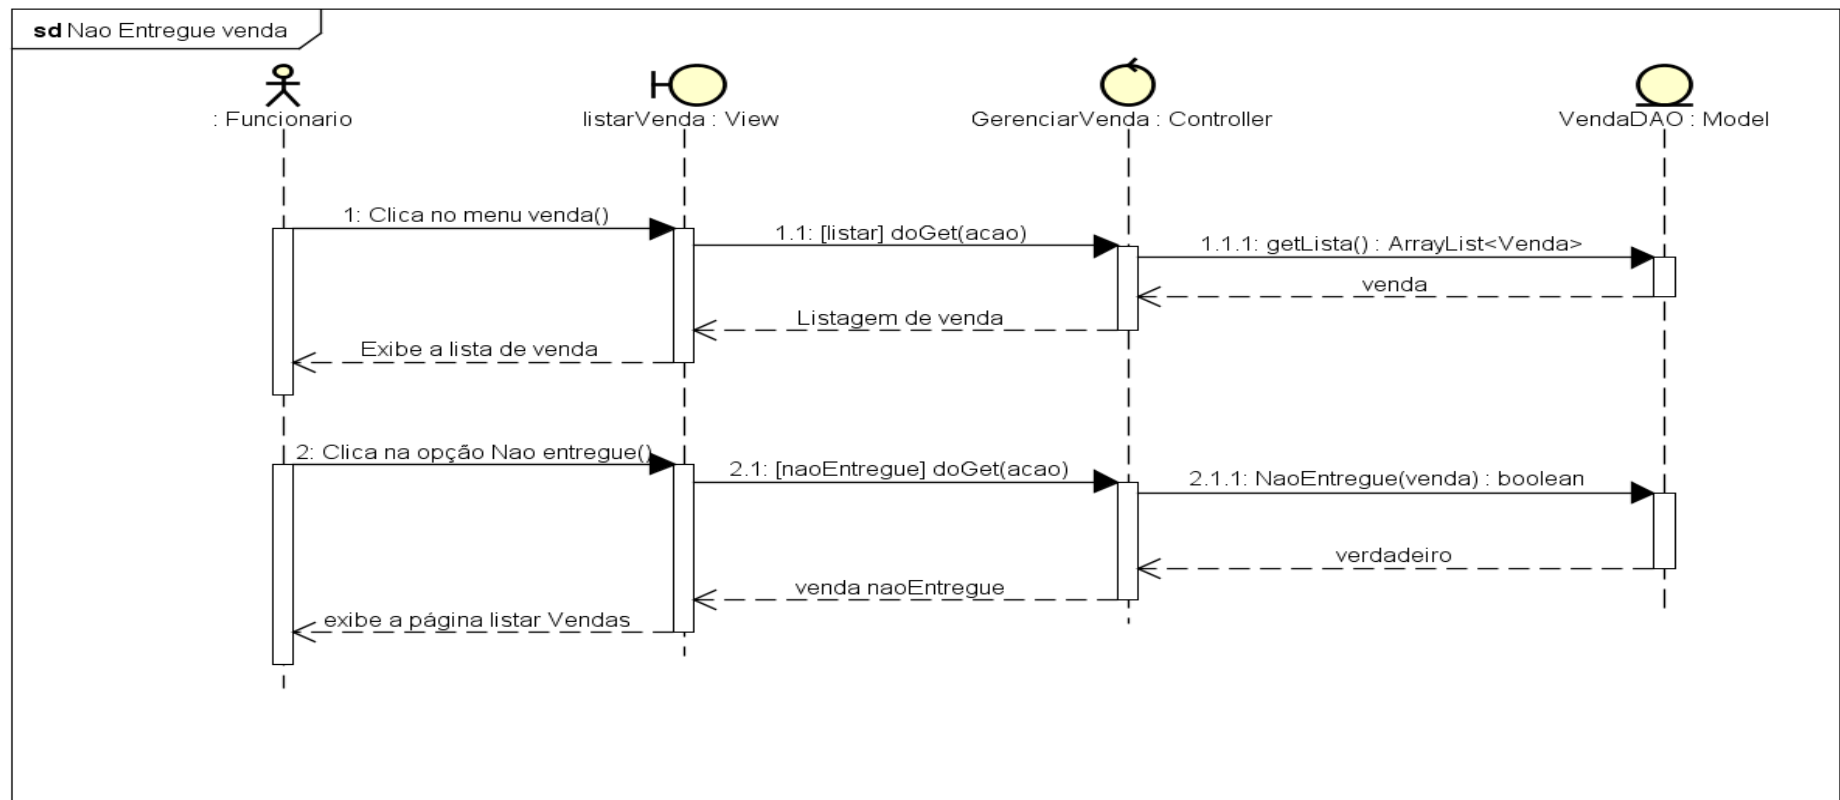 sd Nao Entregue venda
: Funcionario
listarVenda : View
GerenciarVenda : Controller
VendaDAO : Model
1: Clica no menu venda()
1.1: [listar] doGet(acao)
1.1.1: getLista() : ArrayList<Venda>
venda
Listagem de venda
Exibe a lista de venda
2: Clica na opção Nao entregue()
2.1: [naoEntregue] doGet(acao)
2.1.1: NaoEntregue(venda) : boolean
verdadeiro
venda naoEntregue
exibe a página listar Vendas